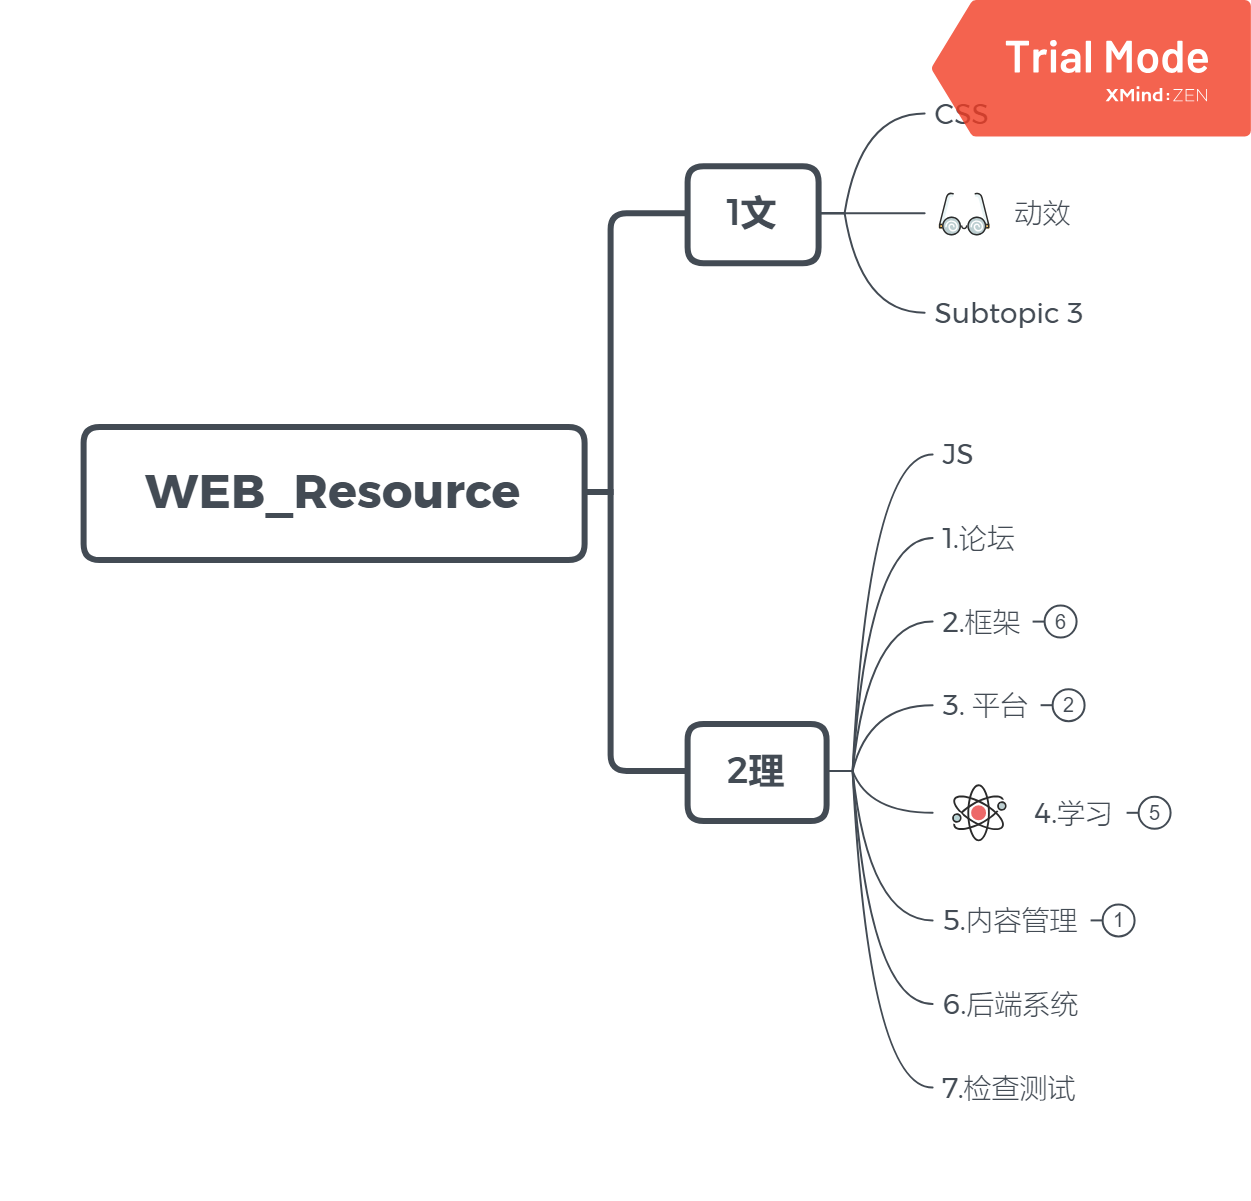 Trial Mode
XMind:ZEN
CSS
1文
动效
Subtopic 3
WEB_Resource
JS
1.论坛
2.框架 6
3. 平台 2
2理
4.学习 5
5.内容管理 1
6.后端系统
7.检查测试